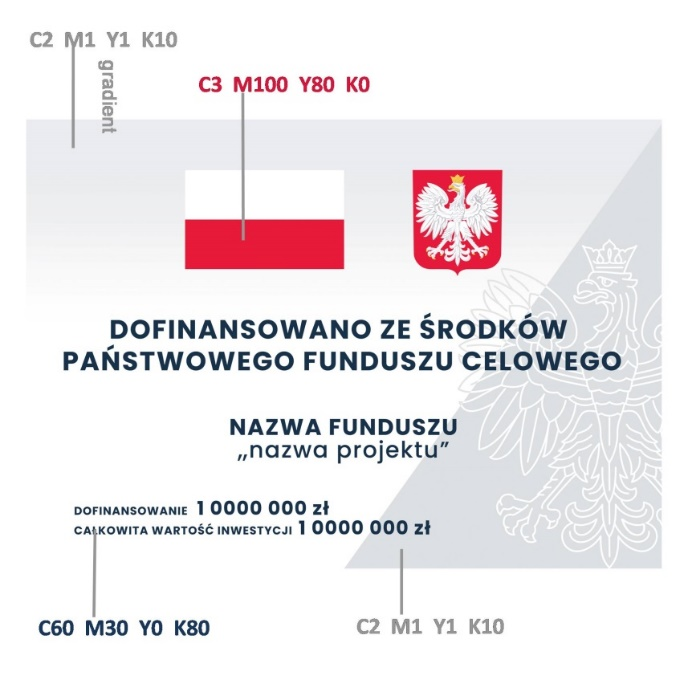 C2 M1 Y1 K10
gradient
C3 M100 Y80 K0
DOFINANSOWANO ZE ŚRODKÓW
PAŃSTWOWEGO FUNDUSZU CELOWEGO
NAZWA FUNDUSZU
„nazwa projektu”
DOFINANSOWANIE 1 0000 000 zł
CAŁKOWITA WARTOŚĆ INWESTYCJI 1 0000 000 zł
C60 M30 Y0 K80
C2 M1 Y1 K10